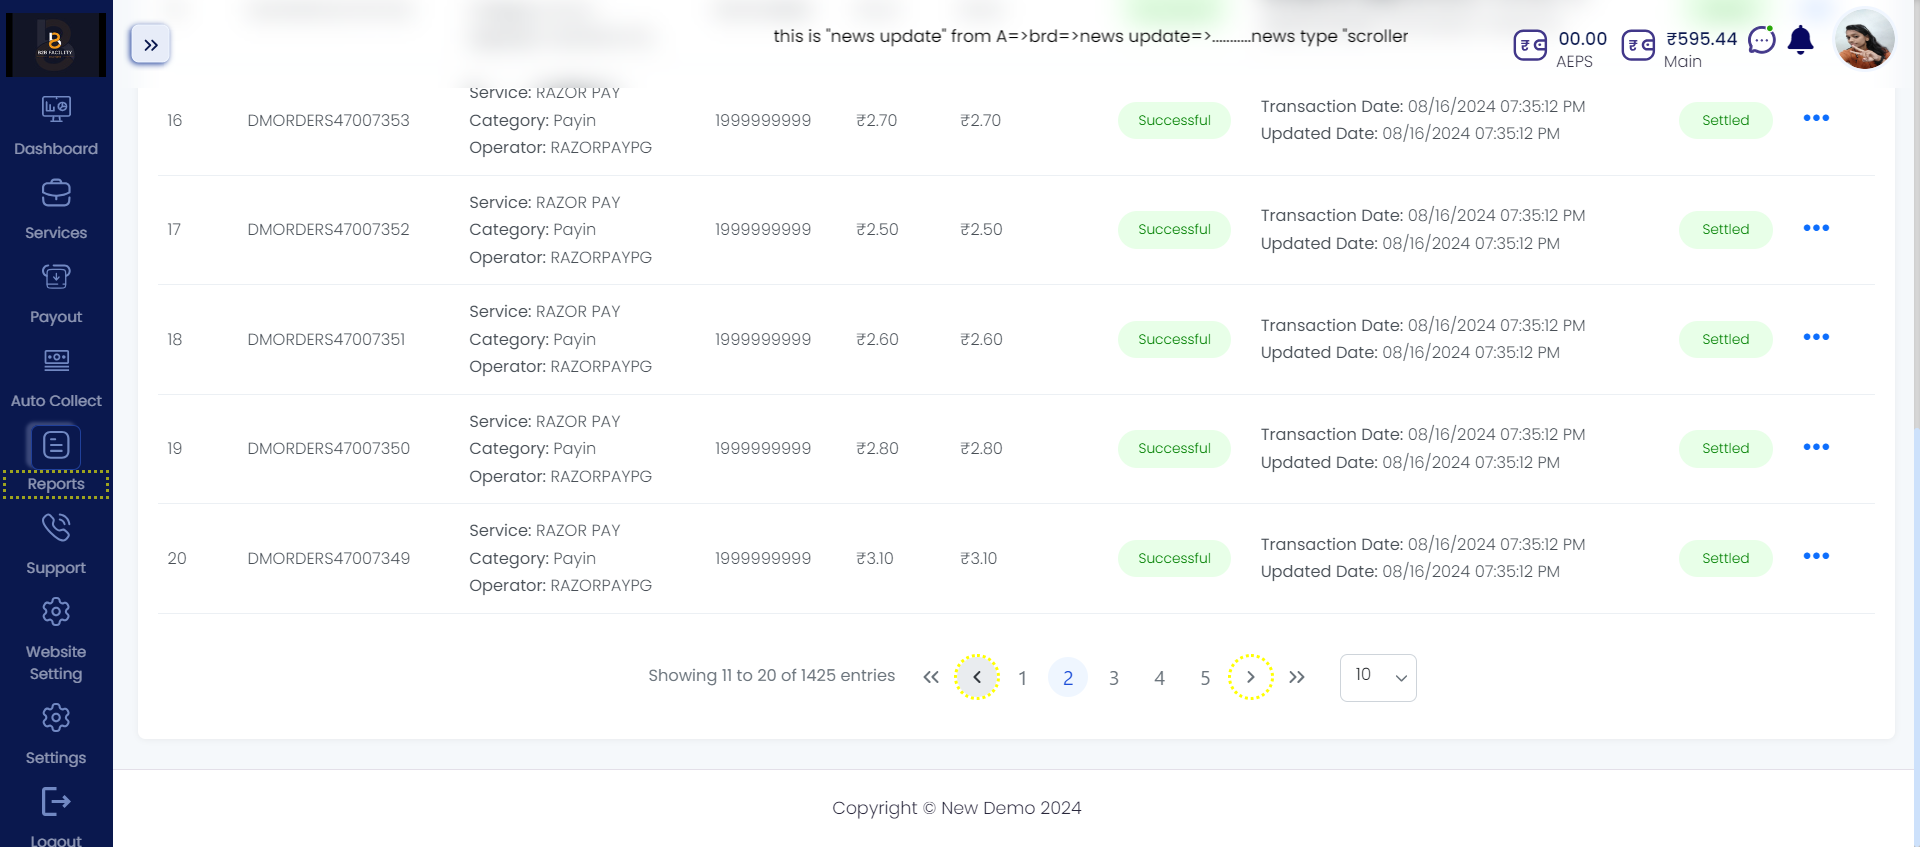 B2B FACILITY
this is "news update" from A=>brd=>news update=>...........news type "scroller
00.00
AEPS
₹595.44
Main
Dashboard
Services
Payout
Auto Collect
Reports
Support
Website
Setting
Settings
Logout
Service: RAZOR PAY
16 DMORDERS47007353 Category: Payin 1999999999 ₹2.70 ₹2.70 Successful Transaction Date: 08/16/2024 07:35:12 PM Settled
Operator: RAZORPAYPG Updated Date: 08/16/2024 07:35:12 PM
Service: RAZOR PAY
17 DMORDERS47007352 Category: Payin 1999999999 ₹2.50 ₹2.50 Successful Transaction Date: 08/16/2024 07:35:12 PM Settled
Operator: RAZORPAYPG Updated Date: 08/16/2024 07:35:12 PM
Service: RAZOR PAY
18 DMORDERS47007351 Category: Payin 1999999999 ₹2.60 ₹2.60 Successful Transaction Date: 08/16/2024 07:35:12 PM Settled
Operator: RAZORPAYPG Updated Date: 08/16/2024 07:35:12 PM
Service: RAZOR PAY
19 DMORDERS47007350 Category: Payin 1999999999 ₹2.80 ₹2.80 Successful Transaction Date: 08/16/2024 07:35:12 PM Settled
Operator: RAZORPAYPG Updated Date: 08/16/2024 07:35:12 PM
Service: RAZOR PAY
20 DMORDERS47007349 Category: Payin 1999999999 ₹3.10 ₹3.10 Successful Transaction Date: 08/16/2024 07:35:12 PM Settled
Operator: RAZORPAYPG Updated Date: 08/16/2024 07:35:12 PM
Showing 11 to 20 of 1425 entries 1 2 3 4 5 10
Copyright © New Demo 2024